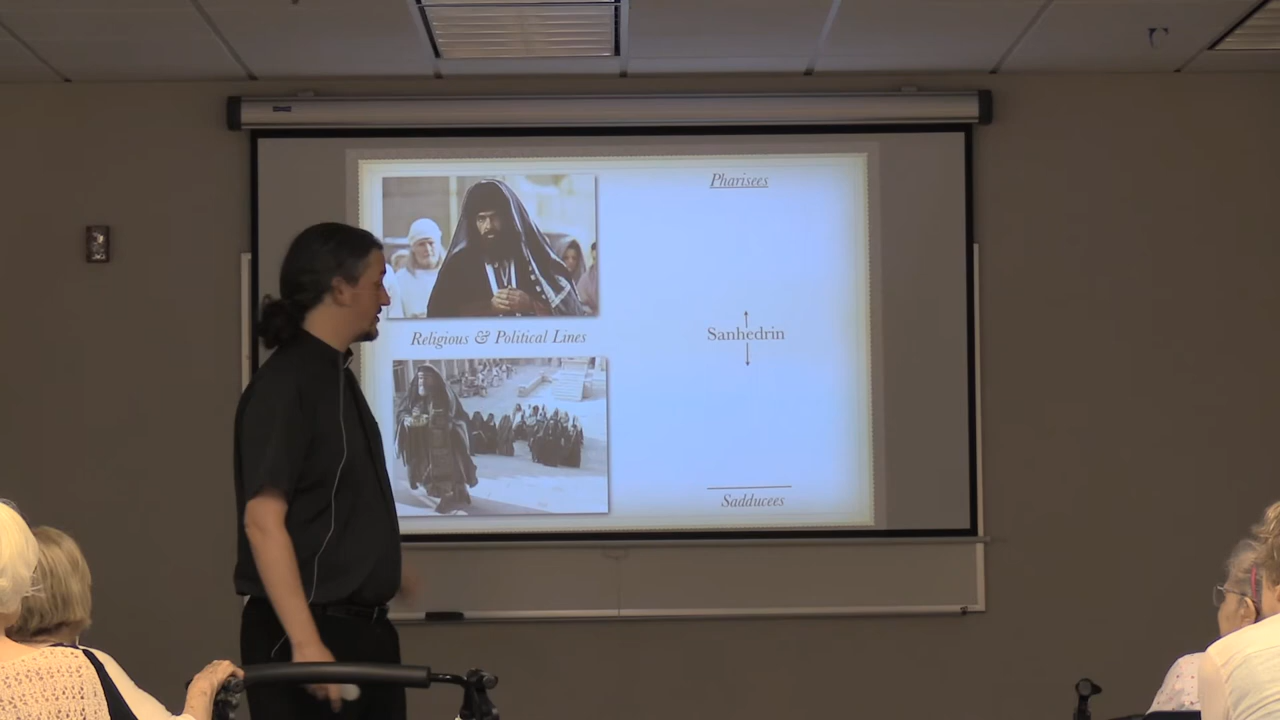 Pharisees
Religious & Political Lines
Sanhedrin
Sadducees